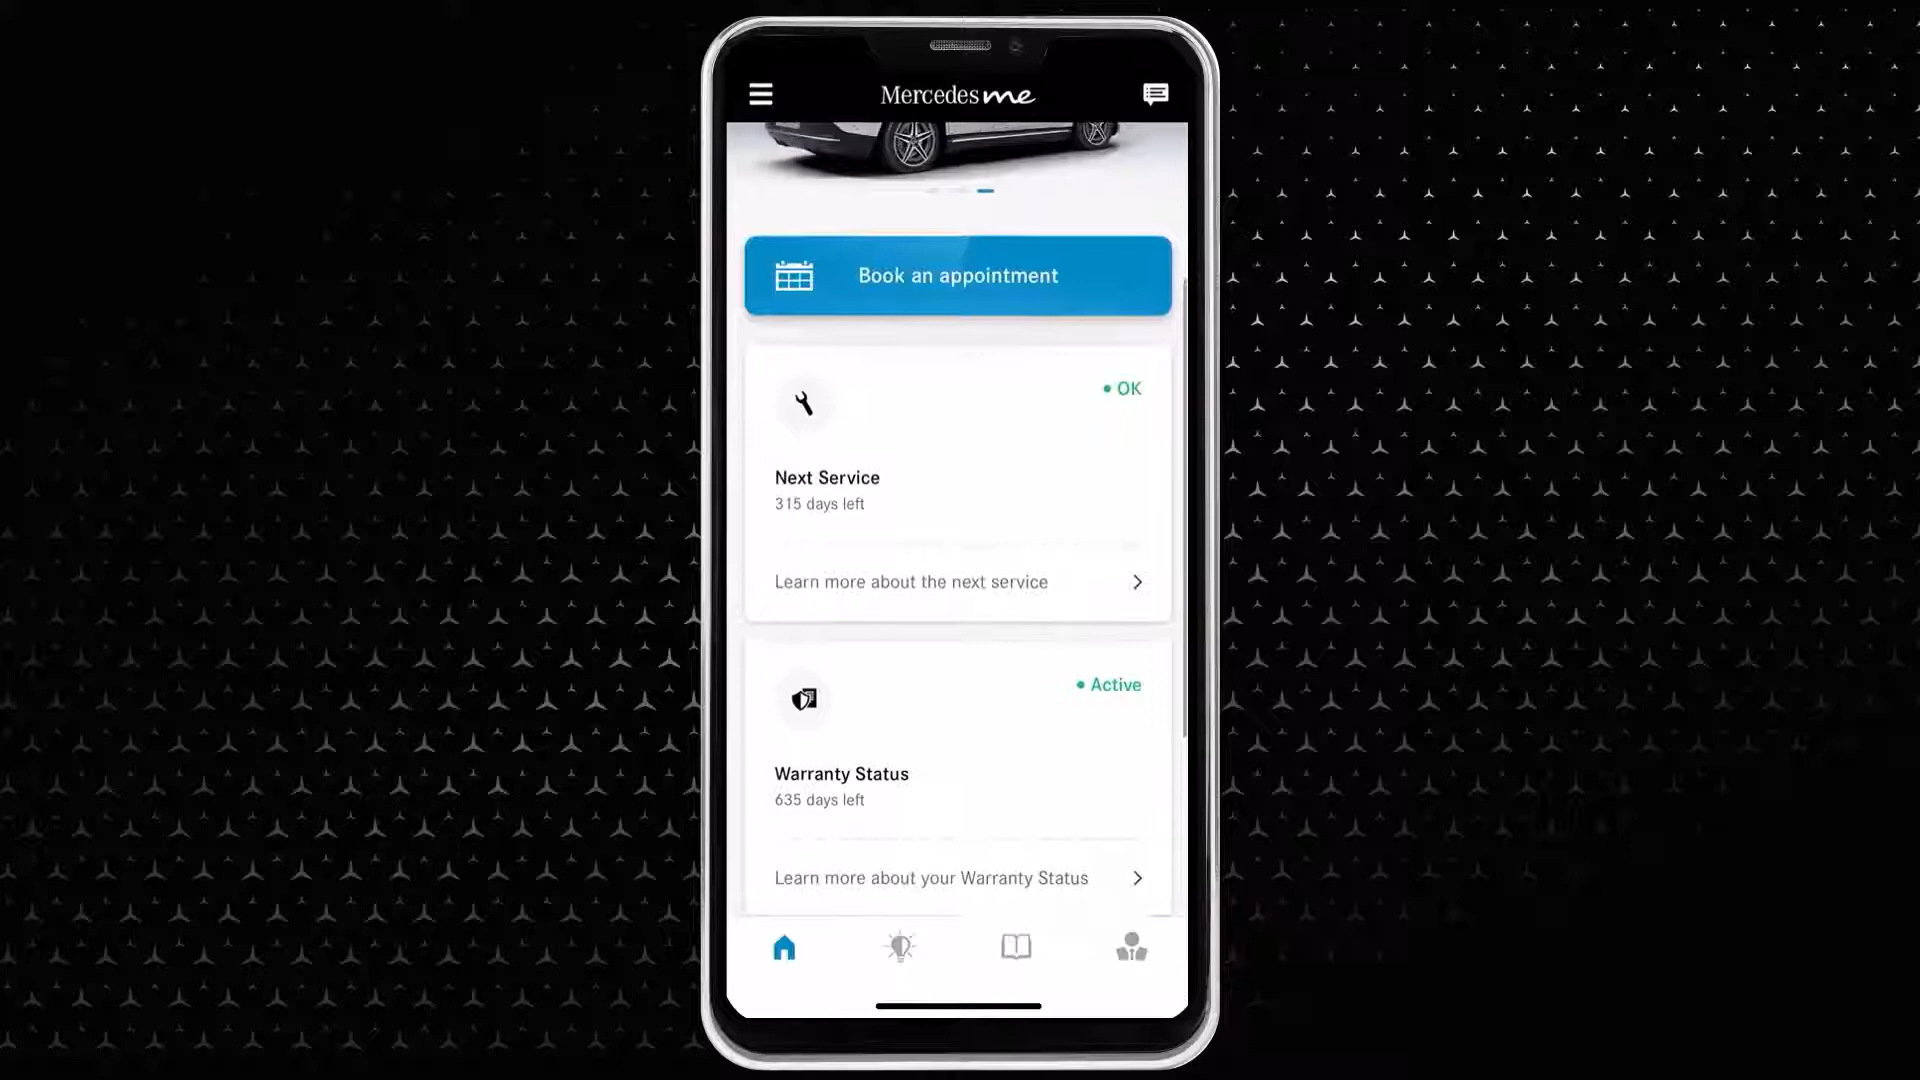 Mercedes me
Book an appointment
OK
Next Service
315 days left
Learn more about the next service
Active
Warranty Status
635 days left
Learn more about your Warranty Status